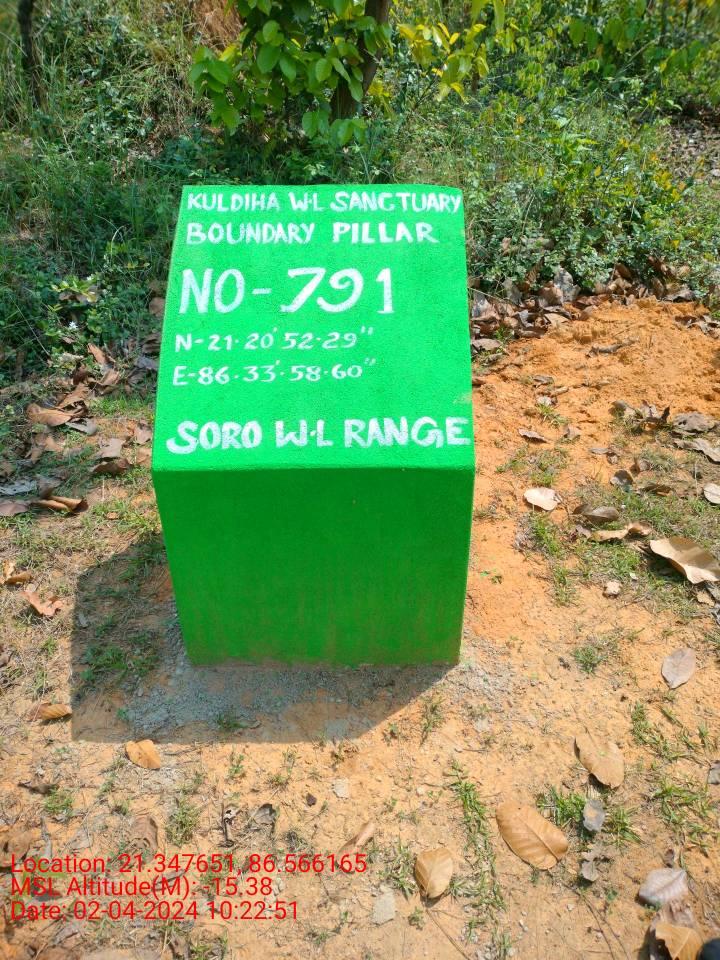 KULDIHA W·L SANCTUARY
BOUNDARY PILLAR
NO-791
N-21·20'52·29"
E-86·33'·58·60"
SORO W·L RANGE
Location: 21.347651, 86.566165
MSL Altitude(M): -15.38
Date: 02-04-2024 10:22:51